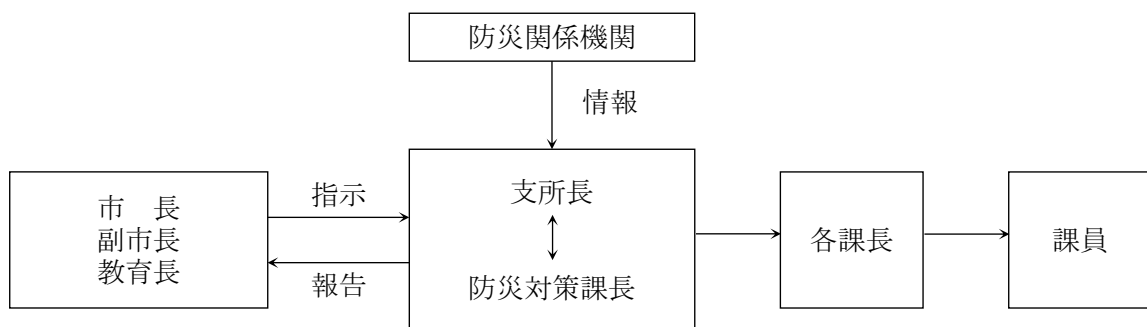 防災関係機関
情報
市　長
副市長
教育長
指示
報告
支所長
防災対策課長
各課長
課員